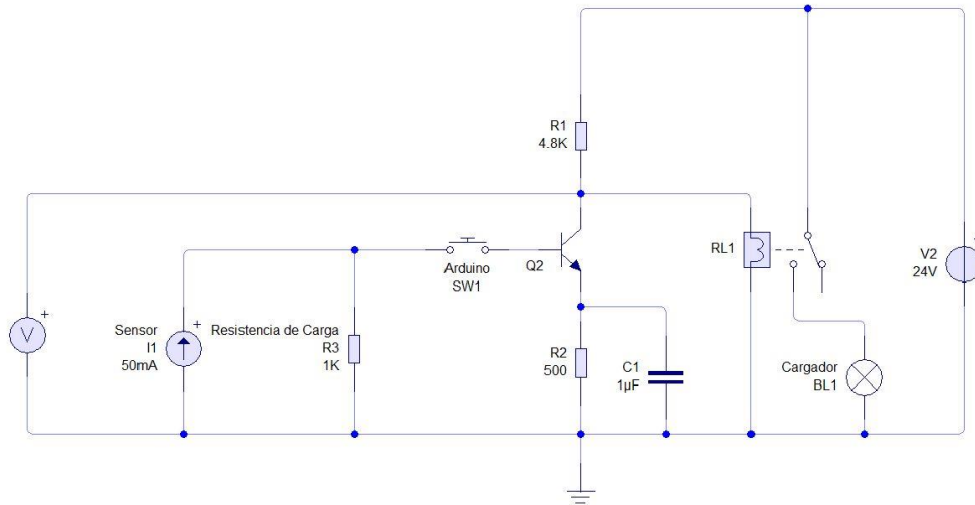 R1
4.8K
Arduino
SW1
Q2
RL1
V2
24V
+
V
+
Sensor
I1
50mA
+
Resistencia de Carga
R3
1K
R2
500
C1
1µF
Cargador
BL1